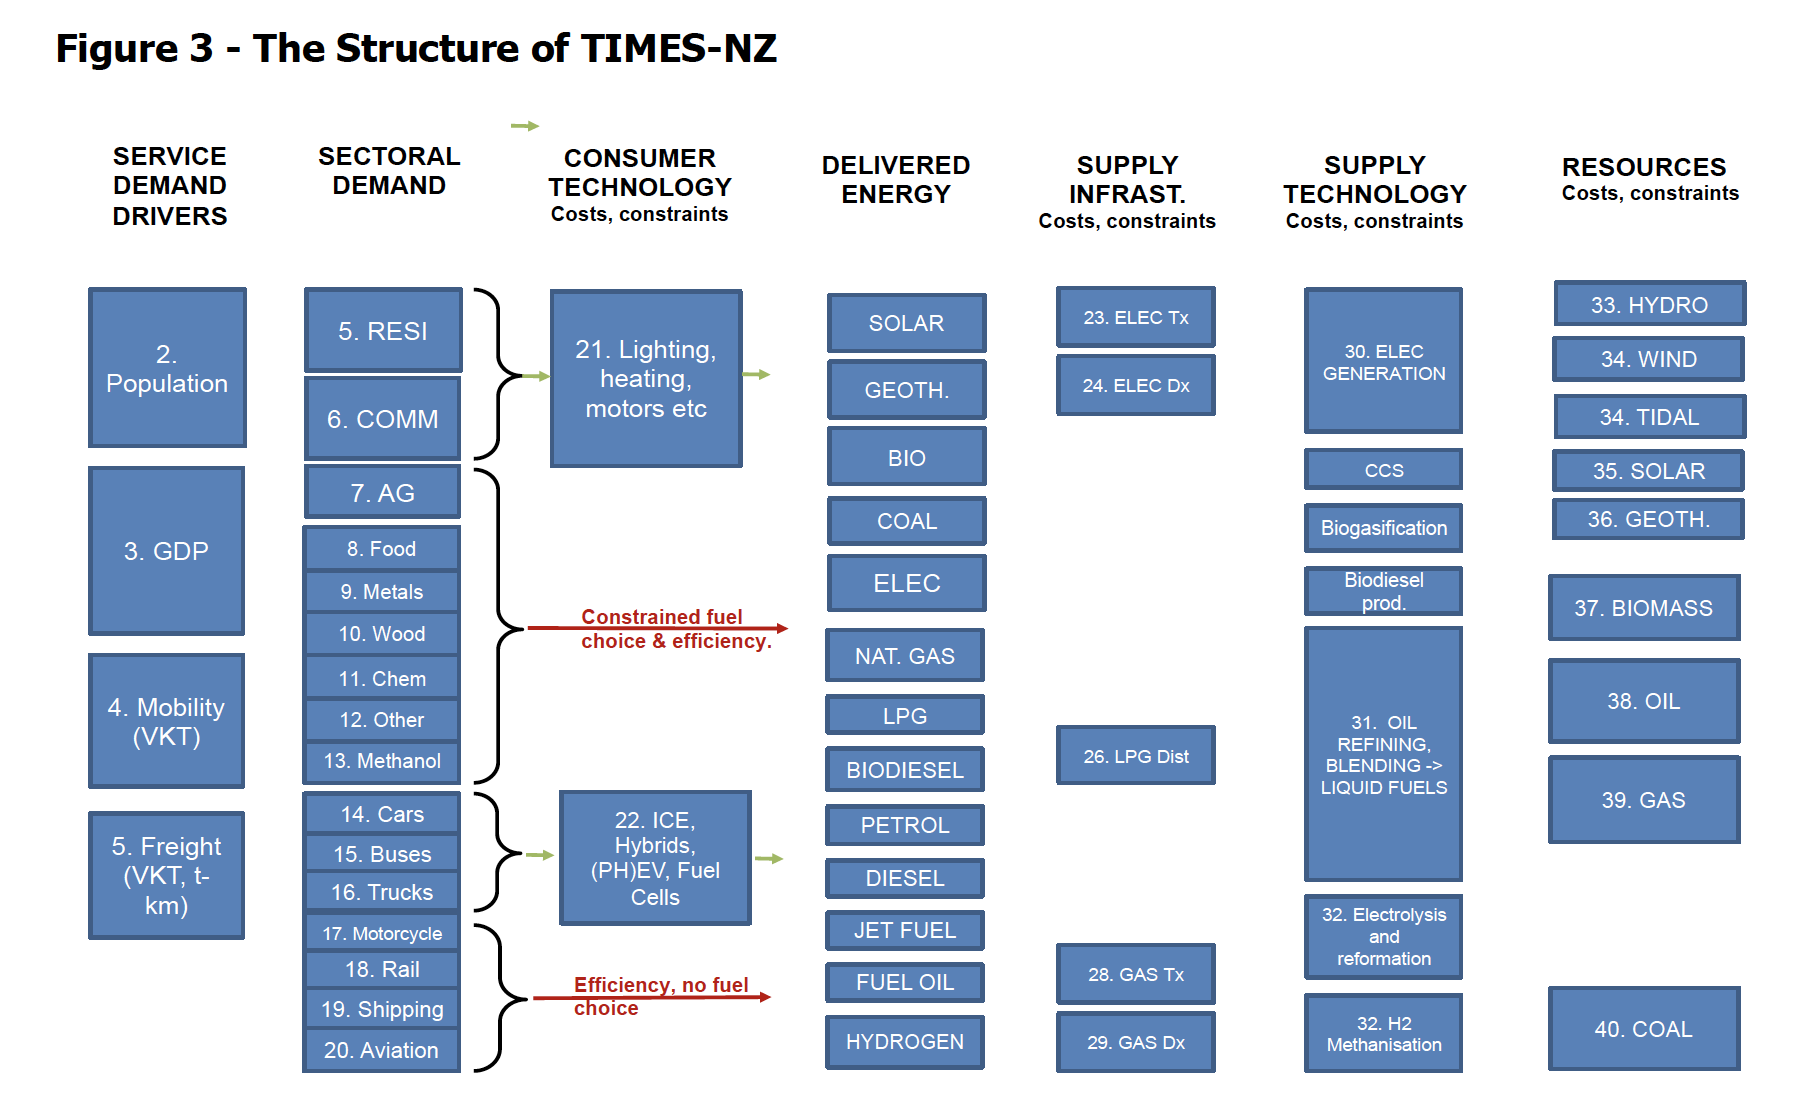 Figure 3 - The Structure of TIMES-NZ
SERVICE
DEMAND
DRIVERS
SECTORAL
DEMAND
CONSUMER
TECHNOLOGY
Costs, constraints
DELIVERED
ENERGY
SUPPLY
INFRAST.
Costs, constraints
SUPPLY
TECHNOLOGY
Costs, constraints
RESOURCES
Costs, constraints
2.
Population
3. GDP
4. Mobility
(VKT)
5. Freight
(VKT, t-
km)
5. RESI
6. COMM
7. AG
8. Food
9. Metals
10. Wood
11. Chem
12. Other
13. Methanol
14. Cars
15. Buses
16. Trucks
17. Motorcycle
18. Rail
19. Shipping
20. Aviation
21. Lighting,
heating,
motors etc
Constrained fuel
choice & efficiency.
22. ICE,
Hybrids,
(PH)EV, Fuel
Cells
Efficiency, no fuel
choice
SOLAR
GEOTH.
BIO
COAL
ELEC
NAT. GAS
LPG
BIODIESEL
PETROL
DIESEL
JET FUEL
FUEL OIL
HYDROGEN
23. ELEC Tx
24. ELEC Dx
26. LPG Dist
28. GAS Tx
29. GAS Dx
30. ELEC
GENERATION
CCS
Biogasification
Biodiesel
prod.
31. OIL
REFINING,
BLENDING ->
LIQUID FUELS
32. Electrolysis
and
reformation
32. H2
Methanisation
33. HYDRO
34. WIND
34. TIDAL
35. SOLAR
36. GEOTH.
37. BIOMASS
38. OIL
39. GAS
40. COAL